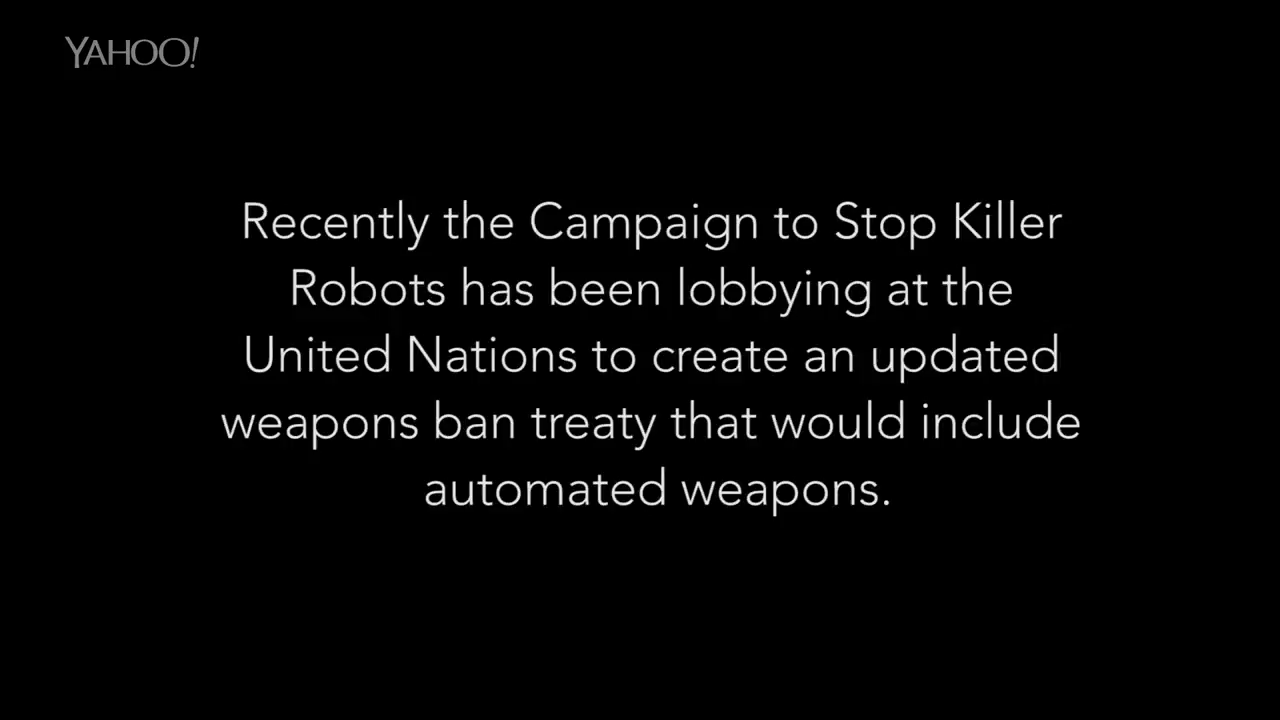 YAHOO!
Recently the Campaign to Stop Killer
Robots has been lobbying at the
United Nations to create an updated
weapons ban treaty that would include
automated weapons.